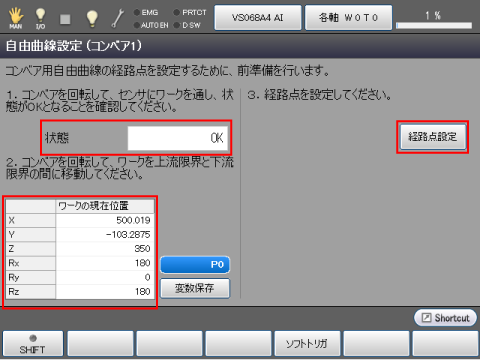 EMG
PRTCT
MAN
I/O
AUTO EN
D SW
VS068A4 AI
各軸 W0T0
1 %
自由曲線設定 (コンベア1)
コンベア用自由曲線の経路点を設定するために、前準備を行います。
1. コンベアを回転して、センサにワークを通し、状
態がOKとなることを確認してください。
状態
OK
2. コンベアを回転して、ワークを上流限界と下流
限界の間に移動してください。
ワークの現在位置
X 500.019
Y -103.2875
Z 350
Rx 180
Ry 0
Rz 180
P0
変数保存
3. 経路点を設定してください。
経路点設定
Shortcut
SHIFT
ソフトトリガ